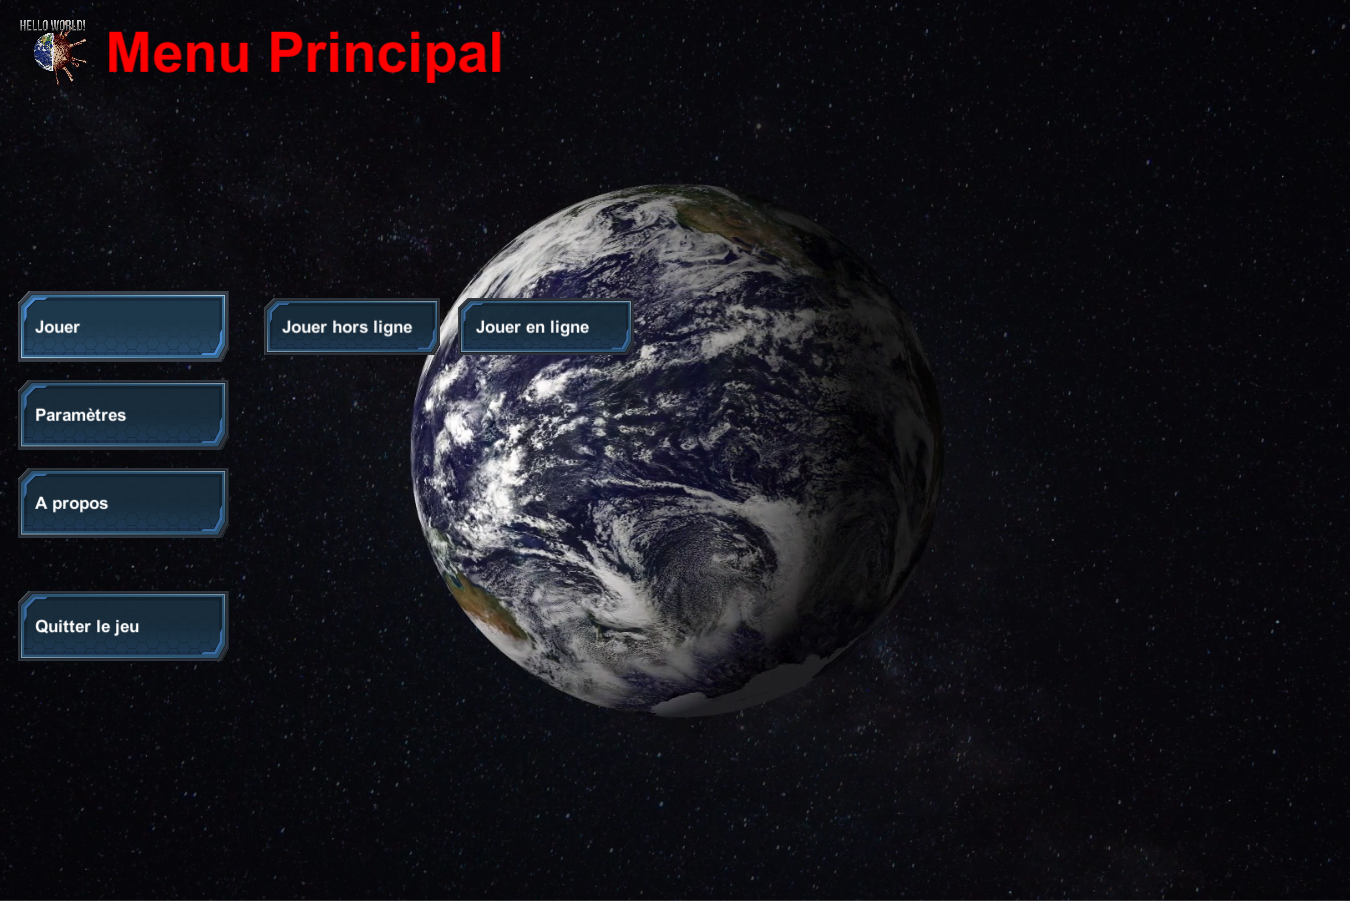 HELLO WORLD!
Menu Principal
Jouer
Jouer hors ligne
Jouer en ligne
Paramètres
A propos
Quitter le jeu